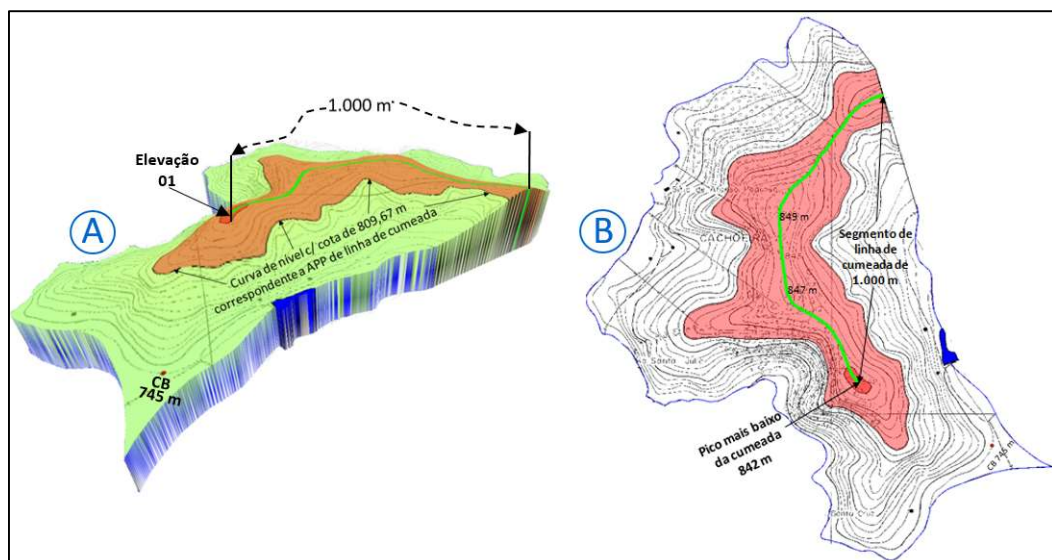 1.000 m
Elevação
01
A
Curva de nível c/ cota de 809,67 m
correspondente a APP de linha de cumeada
CB
745 m
B
849 m
CACHOEIRA
847 m
Segmento de
linha de
cumeada de
1.000 m
Pico mais baixo
da cumeada
842 m
CB 745 m
Santa Cruz